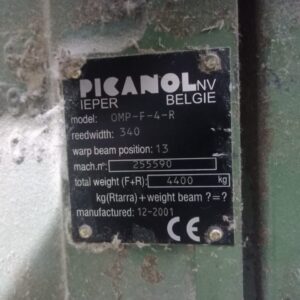 PICANOL NV
IEPER BELGIE
model: OMP-F-4-R
reedwidth: 340
warp beam position: 13
mach.n°: 255590
total weight (F+R): 4400 kg
kg(Rtarra) + weight beam ?=?
manufactured: 12-2001
CE